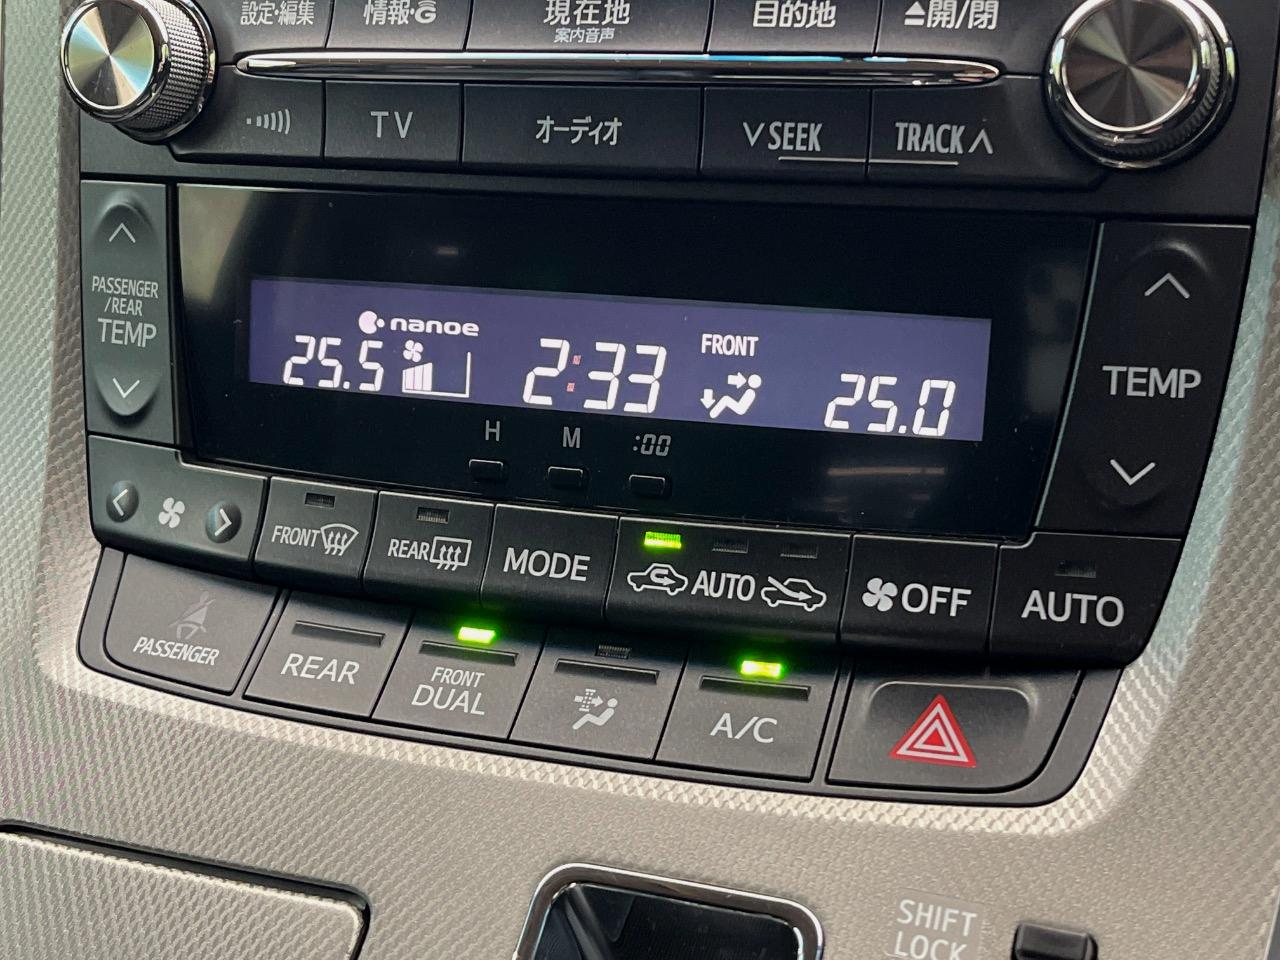 設定・編集 情報・G 現在地 目的地 ▲開/閉
案内音声
TV オーディオ ∨ SEEK TRACK ∧
PASSENGER
/REAR
TEMP
nanoe
25.5 2:33 FRONT 25.0
TEMP
H M :00
FRONT REAR MODE AUTO OFF AUTO
PASSENGER REAR FRONT
DUAL A/C
SHIFT
LOCK